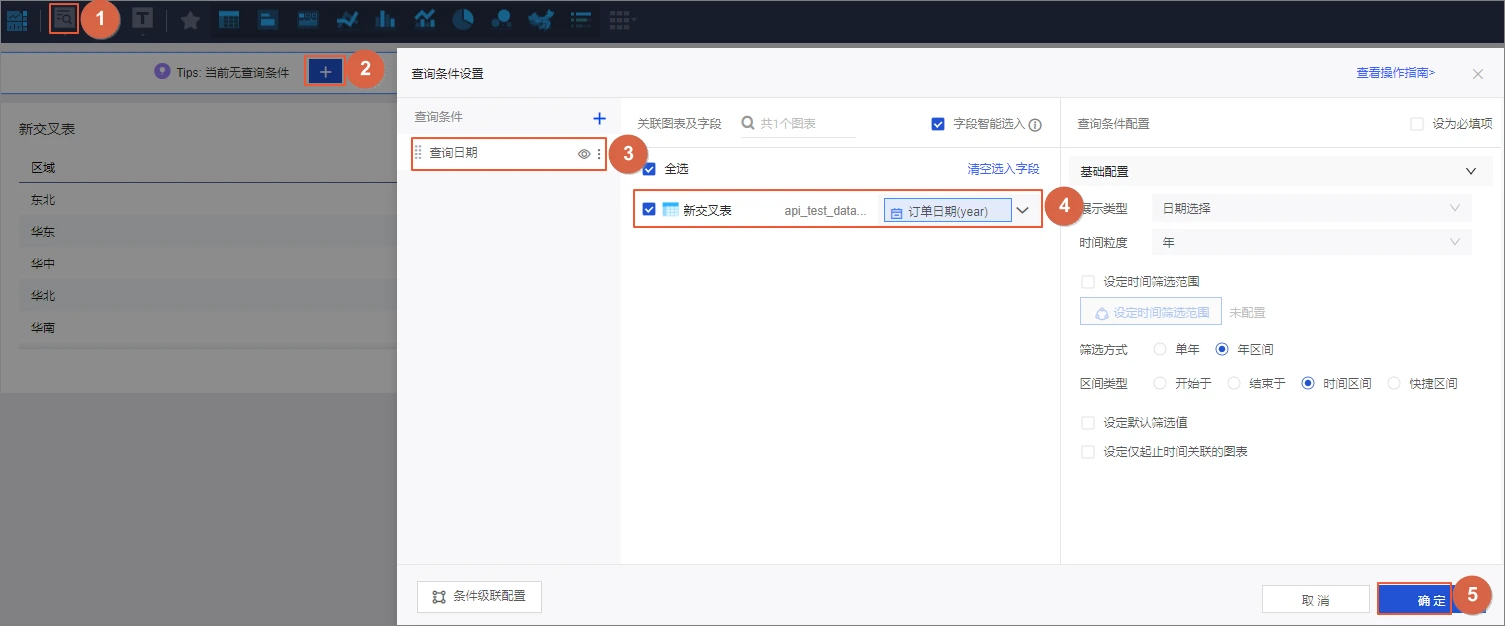 1
T
Tips: 当前无查询条件
2
新交叉表
区域
东北
华东
华中
华北
华南
查询条件设置
查看操作指南>
查询条件
查询日期
3
关联图表及字段
共1个图表
字段智能选入
全选
清空选入字段
新交叉表
api_test_data...
订单日期(year)
4
查询条件配置
设为必填项
基础配置
展示类型
日期选择
时间粒度
年
设定时间筛选范围
设定时间筛选范围
未配置
筛选方式
单年
年区间
区间类型
开始于
结束于
时间区间
快捷区间
设定默认筛选值
设定仅起止时间关联的图表
条件级联配置
取 消
确 定
5